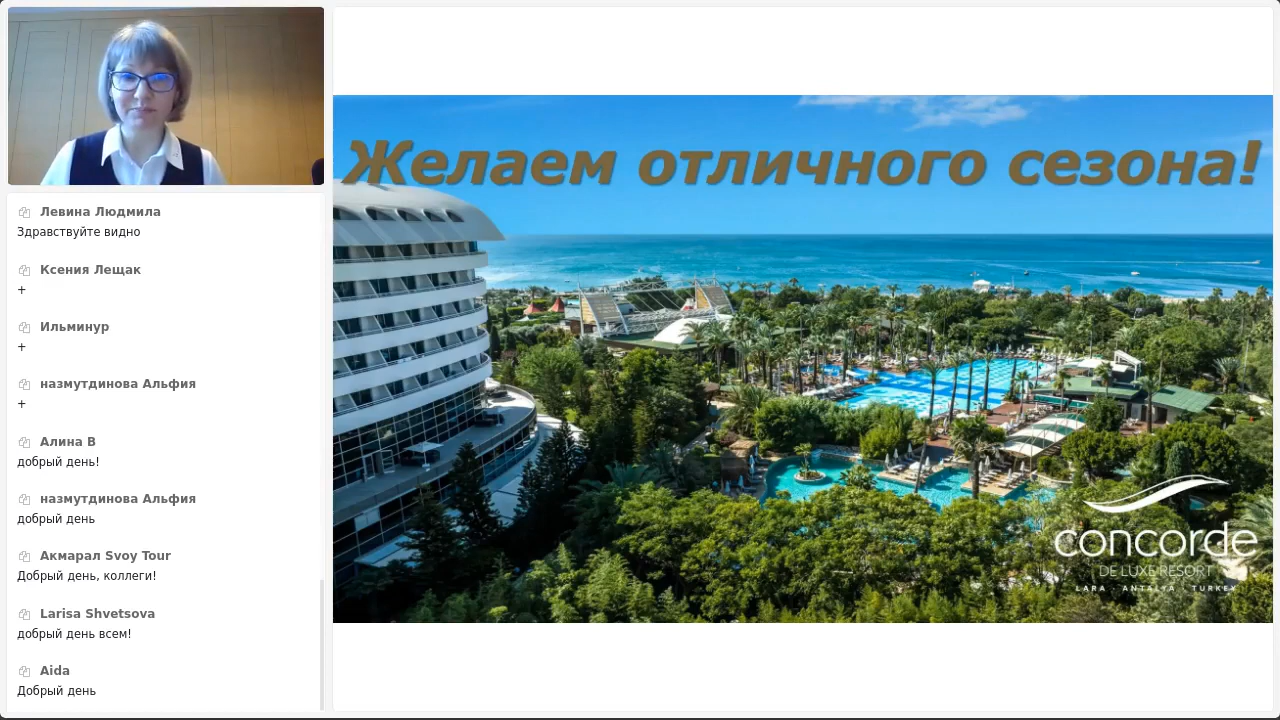 Левина Людмила
Здравствуйте видно
Ксения Лещак
+
Ильминур
+
назмутдинова Альфия
+
Алина В
добрый день!
назмутдинова Альфия
добрый день
Акмарал Svoy Tour
Добрый день, коллеги!
Larisa Shvetsova
добрый день всем!
Aida
Добрый день
Желаем отличного сезона!
concorde
DE LUXE RESORT
LARA · ANTALYA · TURKEY